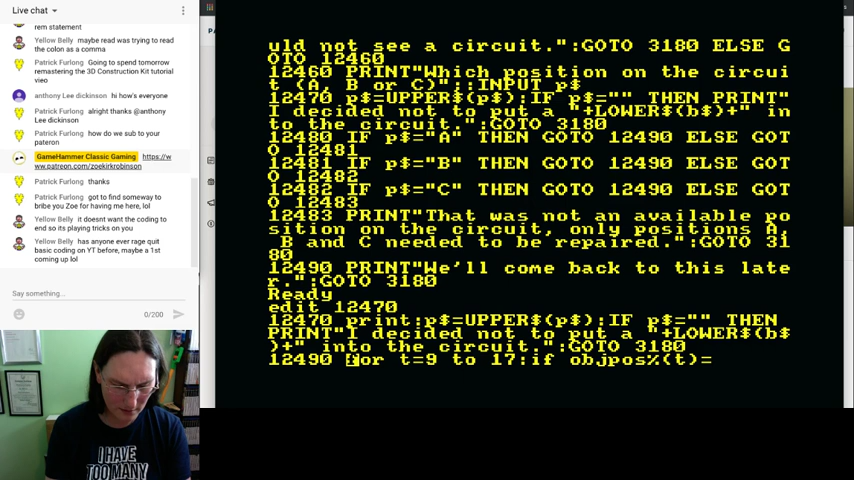 Live chat
rem statement
Yellow Belly maybe read was trying to
read the colon as a comma
Patrick Furlong Going to spend tomorrow
remastering the 3D Construction Kit tutorial
vieo
anthony Lee dickinson hi how's everyone
Patrick Furlong alright thanks @anthony
Lee dickinson
Patrick Furlong how do we sub to your
pateron
GameHammer Classic Gaming https://w
ww.patreon.com/zoekirkrobinson
Patrick Furlong thanks
Patrick Furlong got to find someway to
bribe you Zoe for having me here, lol
Yellow Belly it doesnt want the coding to
end so its playing tricks on you
Yellow Belly has anyone ever rage quit
basic coding on YT before, maybe a 1st
coming up lol
Say something...
0/200
I HAVE
TOO MANY
PA
uld not see a circuit.":GOTO 3180 ELSE G
OTO 12460
12460 PRINT"Which position on the circui
t (A, B or C)";:INPUT p$
12470 p$=UPPER$(p$):IF p$="" THEN PRINT"
I decided not to put a "+LOWER$(b$)+" in
to the circuit.":GOTO 3180
12480 IF p$="A" THEN GOTO 12490 ELSE GOT
O 12481
12481 IF p$="B" THEN GOTO 12490 ELSE GOT
O 12482
12482 IF p$="C" THEN GOTO 12490 ELSE GOT
O 12483
12483 PRINT"That was not an available po
sition on the circuit, only positions A,
 B and C needed to be repaired.":GOTO 31
80
12490 PRINT"We'll come back to this late
r.":GOTO 3180
Ready
edit 12470
12470 print:p$=UPPER$(p$):IF p$="" THEN
PRINT"I decided not to put a "+LOWER$(b$
)+" into the circuit.":GOTO 3180
12490 for t=9 to 17:if objpos%(t)=